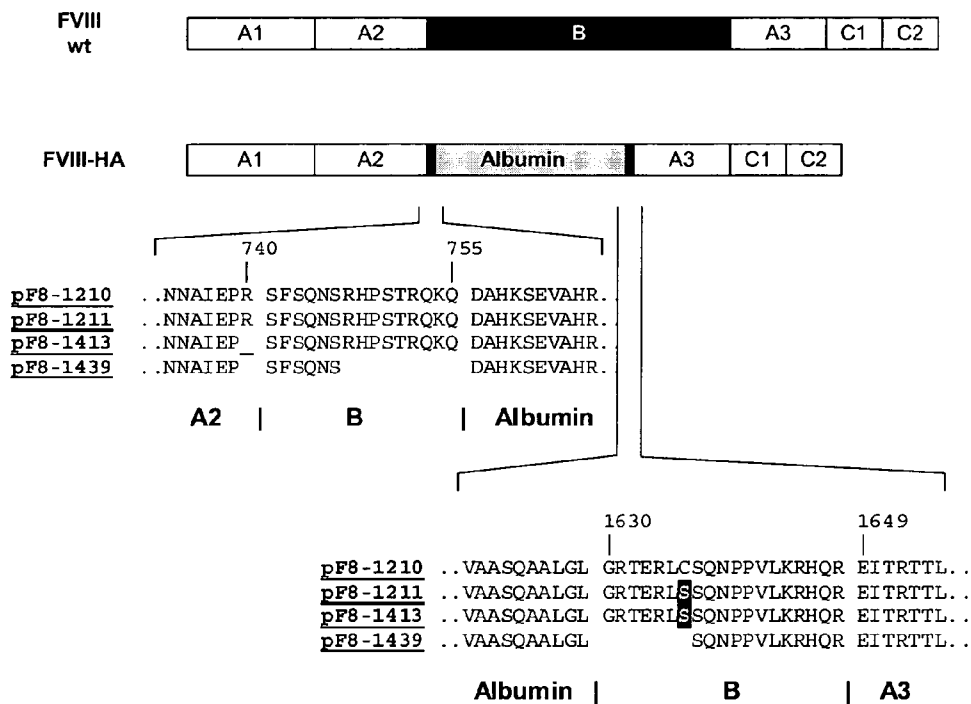 FVIII wt A1 A2 B A3 C1 C2
FVIII-HA A1 A2 Albumin A3 C1 C2
740 755
pF8-1210 ..NNAIEPR SFSQNSRHPSTRQKQ DAHKSEVAHR..
pF8-1211 ..NNAIEPR SFSQNSRHPSTRQKQ DAHKSEVAHR..
pF8-1413 ..NNAIEP_ SFSQNSRHPSTRQKQ DAHKSEVAHR..
pF8-1439 ..NNAIEP SFSQNS DAHKSEVAHR..
A2 | B | Albumin
1630 1649
pF8-1210 ..VAASQAALGL GRTERLCSQNPPVLKRHQR EITRTTL..
pF8-1211 ..VAASQAALGL GRTERLSSQNPPVLKRHQR EITRTTL..
pF8-1413 ..VAASQAALGL GRTERLSSQNPPVLKRHQR EITRTTL..
pF8-1439 ..VAASQAALGL SQNPPVLKRHQR EITRTTL..
Albumin | B | A3